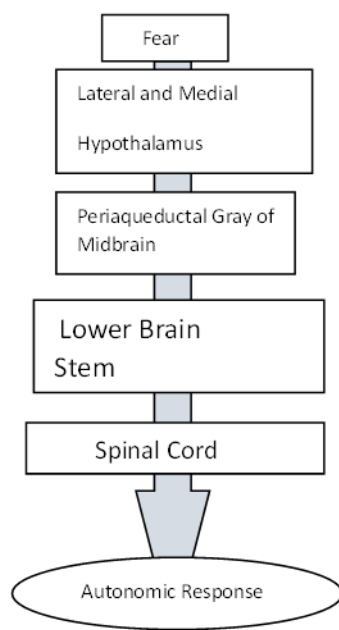 Fear
Lateral and Medial
Hypothalamus
Periaqueductal Gray of
Midbrain
Lower Brain
Stem
Spinal Cord
Autonomic Response